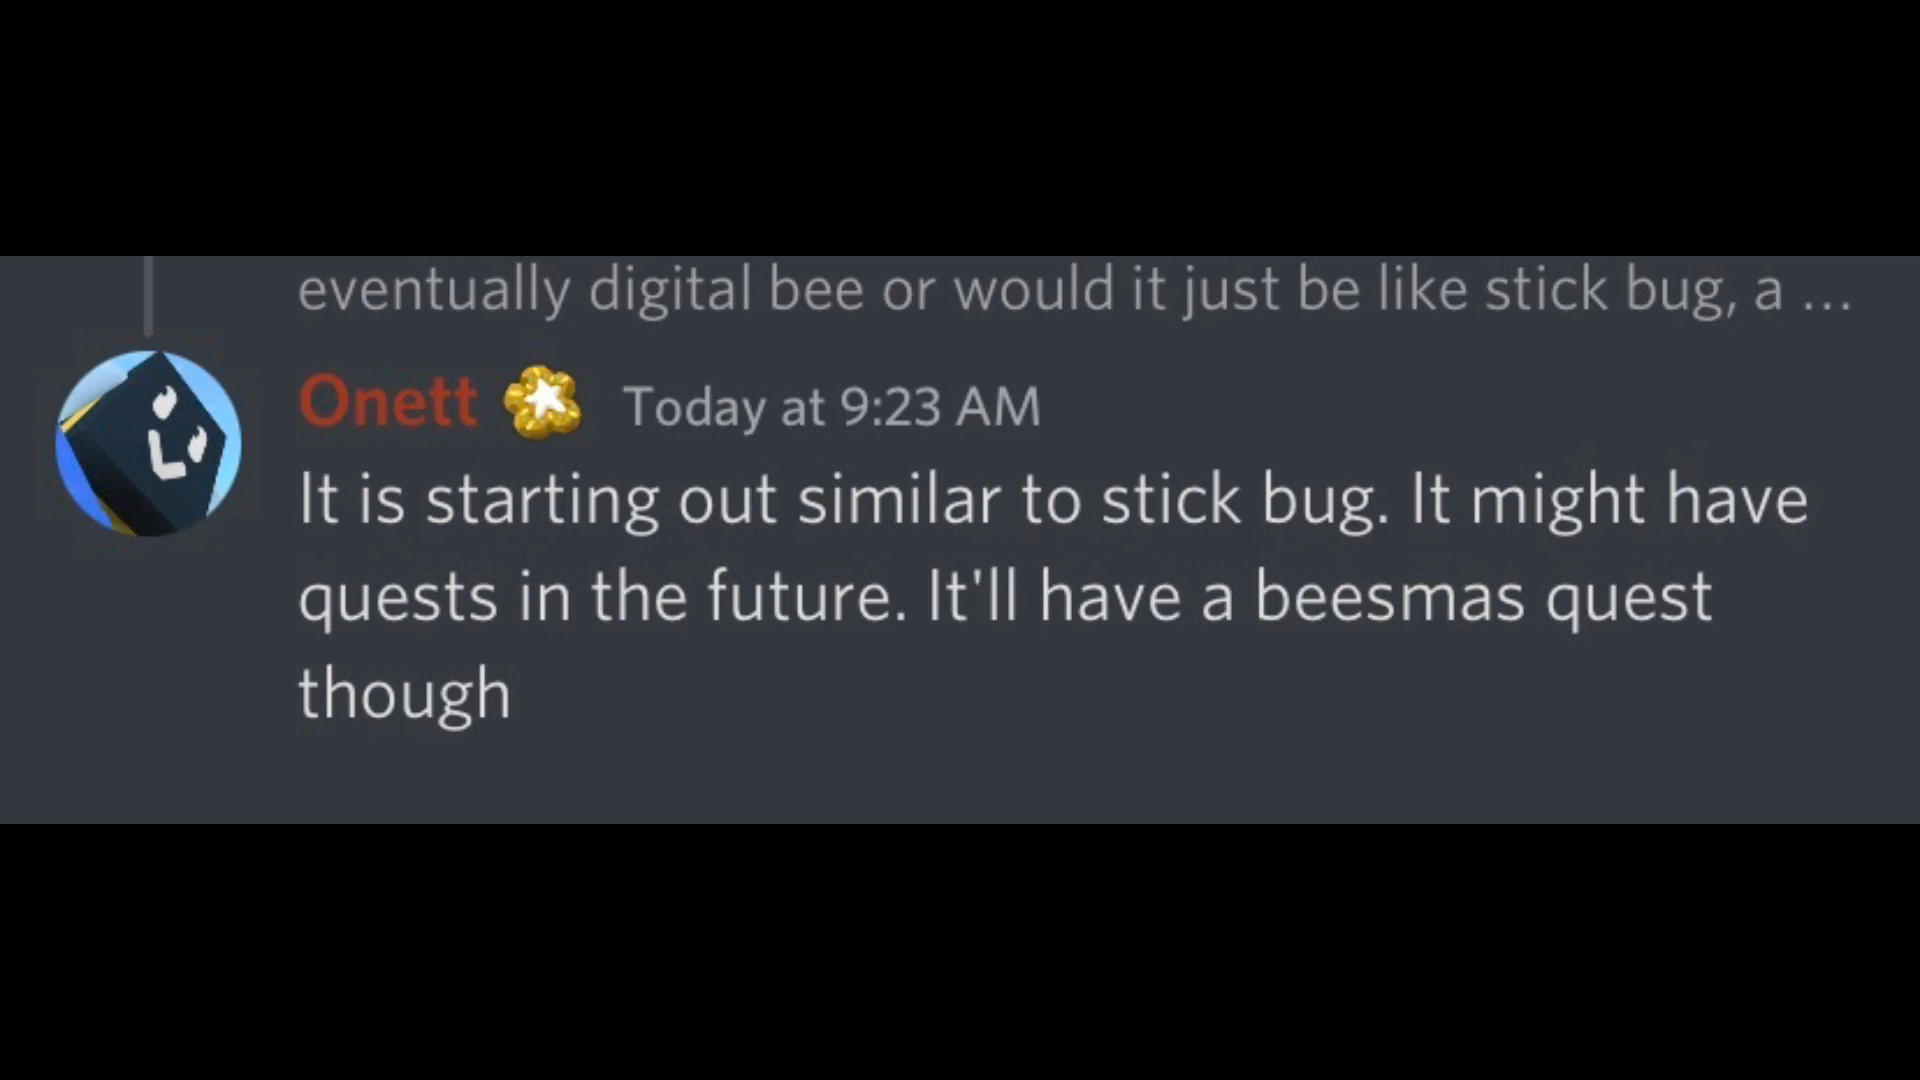 eventually digital bee or would it just be like stick bug, a ...
Onett Today at 9:23 AM
It is starting out similar to stick bug. It might have
quests in the future. It'll have a beesmas quest
though